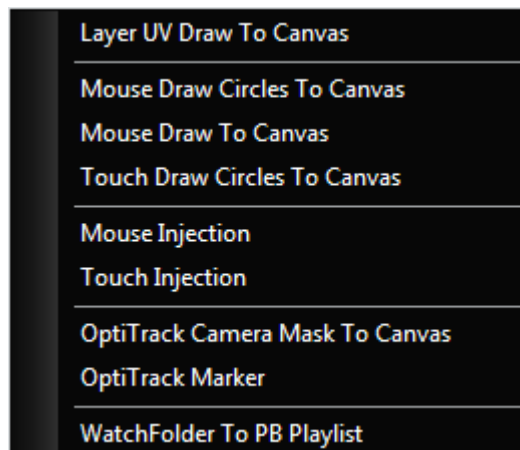 Layer UV Draw To Canvas
Mouse Draw Circles To Canvas
Mouse Draw To Canvas
Touch Draw Circles To Canvas
Mouse Injection
Touch Injection
OptiTrack Camera Mask To Canvas
OptiTrack Marker
WatchFolder To PB Playlist